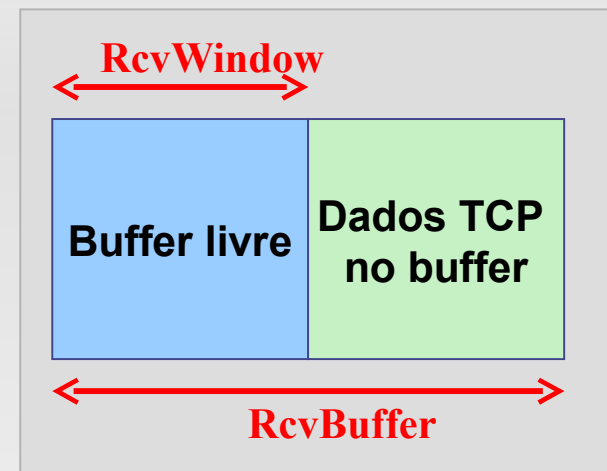 RcvWindow
Buffer livre
Dados TCP
no buffer
RcvBuffer